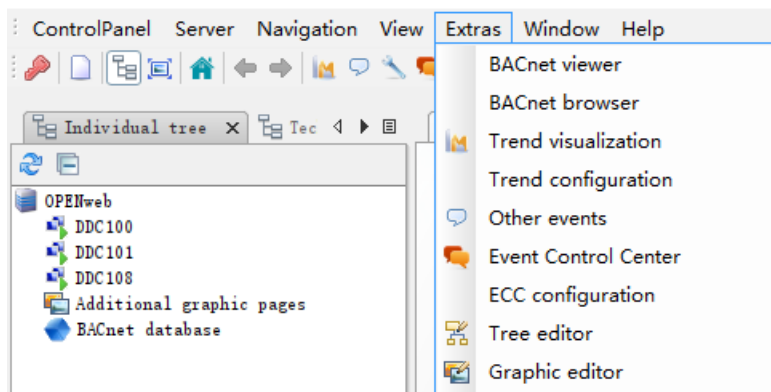 ControlPanel Server Navigation View Extras Window Help
Individual tree X Tec
OPENweb
DDC100
DDC101
DDC108
Additional graphic pages
BACnet database
BACnet viewer
BACnet browser
Trend visualization
Trend configuration
Other events
Event Control Center
ECC configuration
Tree editor
Graphic editor